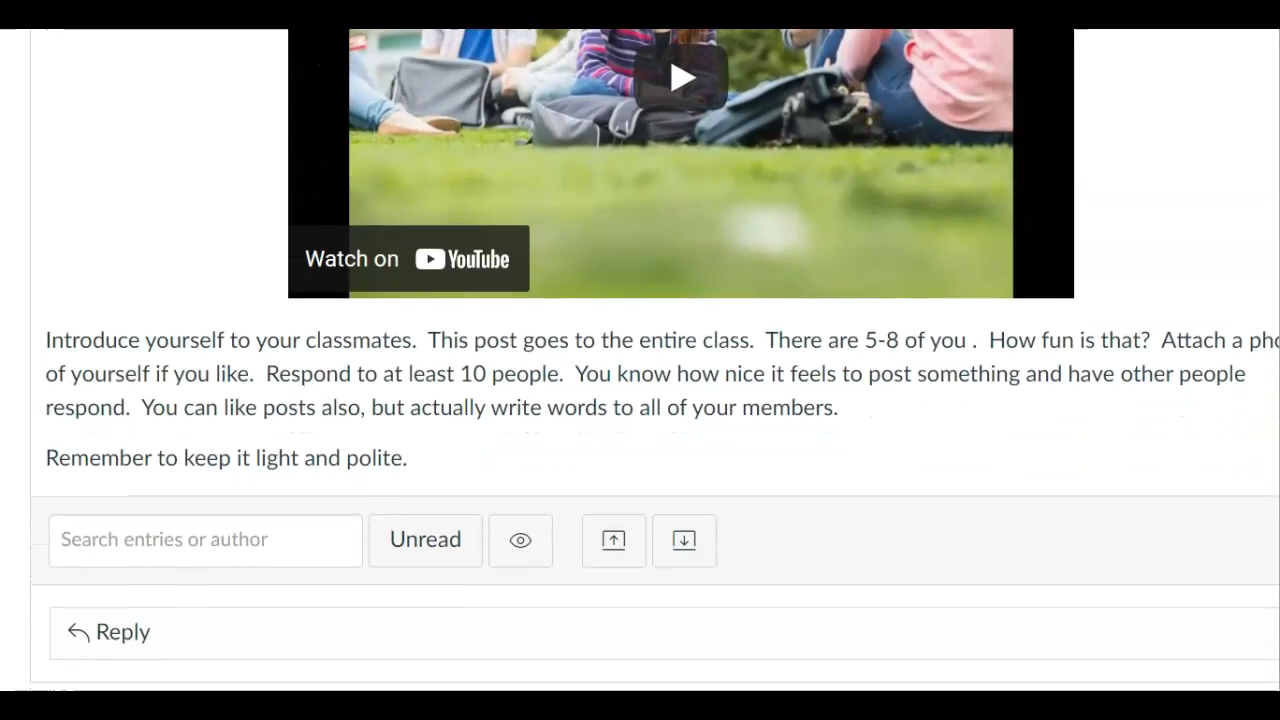 Watch on YouTube
Introduce yourself to your classmates.  This post goes to the entire class.  There are 5-8 of you .  How fun is that?  Attach a
of yourself if you like.  Respond to at least 10 people.  You know how nice it feels to post something and have other people
respond.  You can like posts also, but actually write words to all of your members.
Remember to keep it light and polite.
Search entries or author Unread
Reply